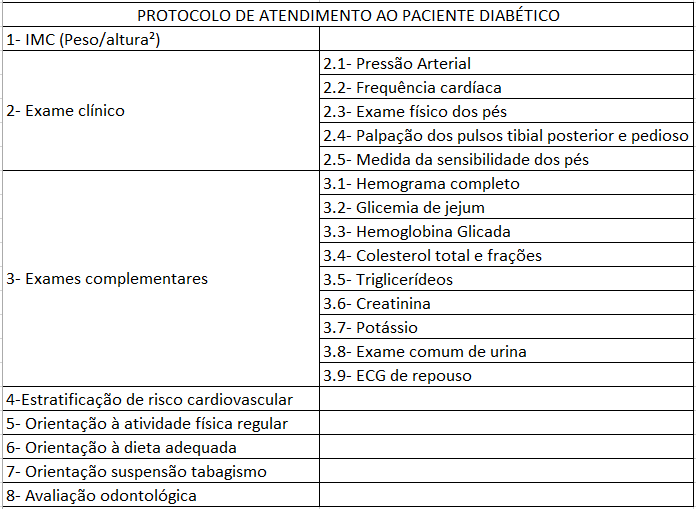 PROTOCOLO DE ATENDIMENTO AO PACIENTE DIABÉTICO
1- IMC (Peso/altura²)
2- Exame clínico
2.1- Pressão Arterial
2.2- Frequência cardíaca
2.3- Exame físico dos pés
2.4- Palpação dos pulsos tibial posterior e pedioso
2.5- Medida da sensibilidade dos pés
3- Exames complementares
3.1- Hemograma completo
3.2- Glicemia de jejum
3.3- Hemoglobina Glicada
3.4- Colesterol total e frações
3.5- Triglicerídeos
3.6- Creatinina
3.7- Potássio
3.8- Exame comum de urina
3.9- ECG de repouso
4-Estratificação de risco cardiovascular
5- Orientação à atividade física regular
6- Orientação à dieta adequada
7- Orientação suspensão tabagismo
8- Avaliação odontológica